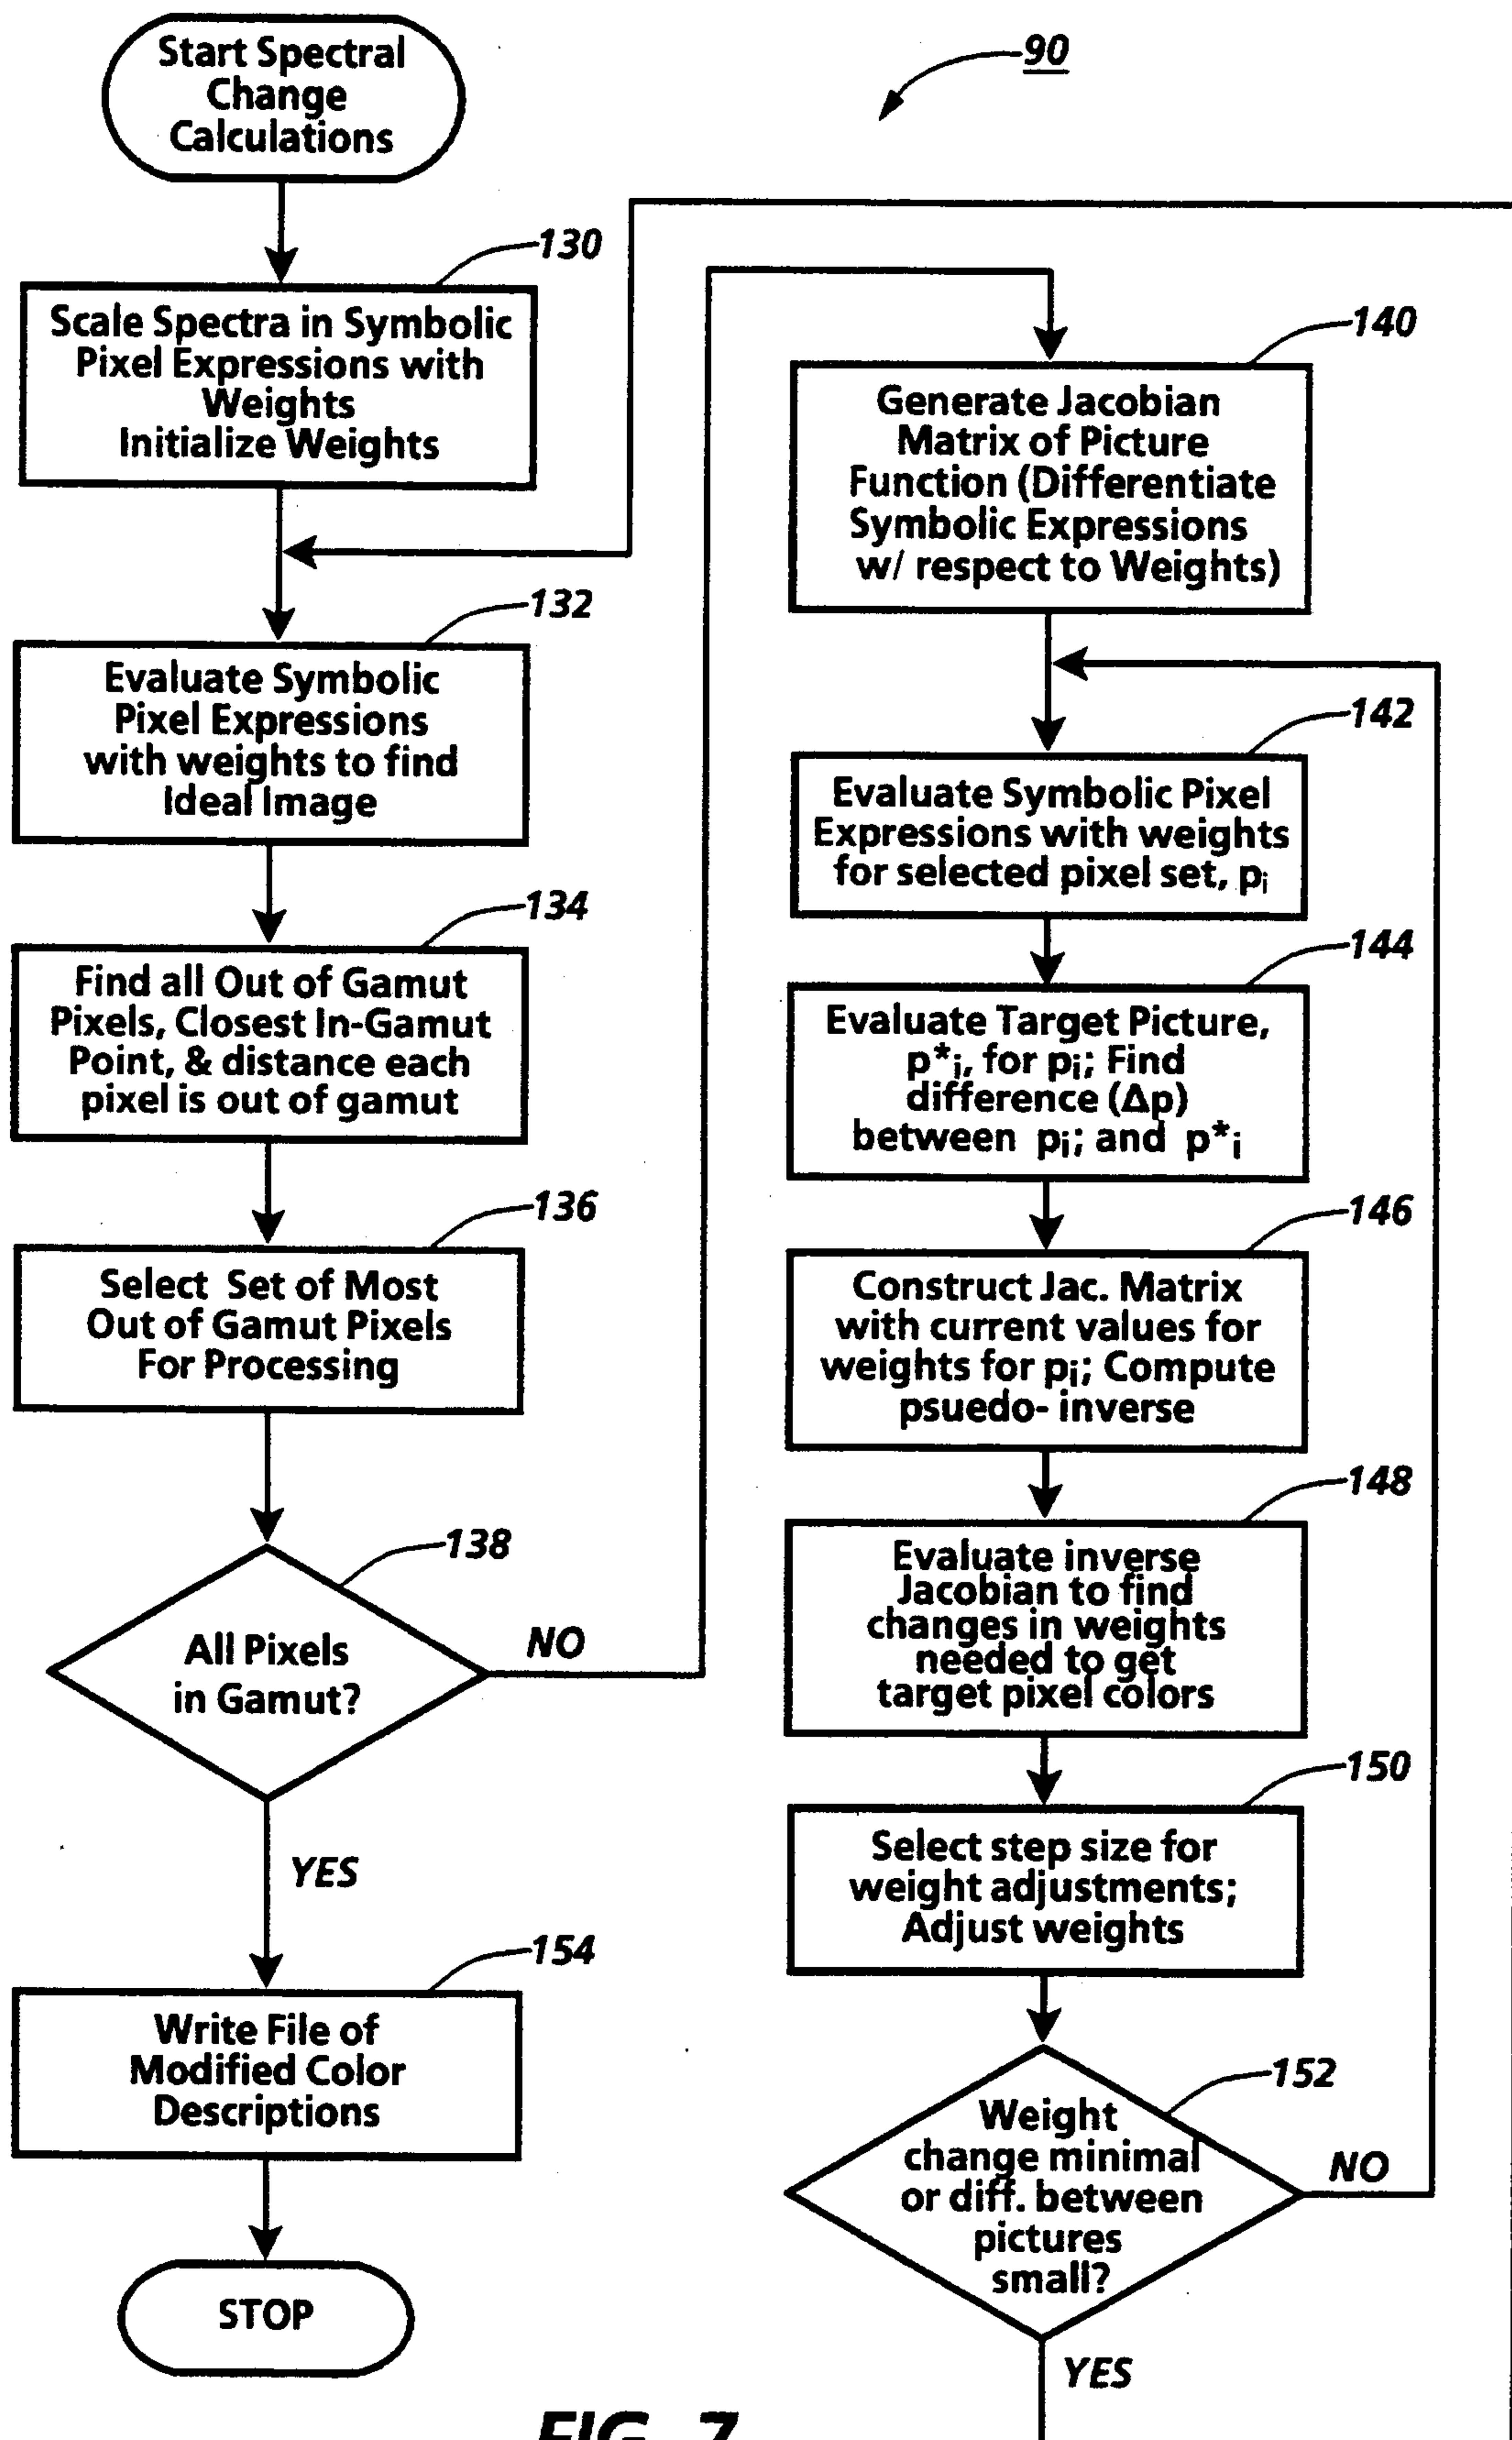 Start Spectral
Change
Calculations
90
130
Scale Spectra in Symbolic
Pixel Expressions with
Weights
Initialize Weights
132
Evaluate Symbolic
Pixel Expressions
with weights to find
Ideal Image
134
Find all Out of Gamut
Pixels, Closest In-Gamut
Point, & distance each
pixel is out of gamut
136
Select Set of Most
Out of Gamut Pixels
For Processing
138
All Pixels
in Gamut?
NO
YES
154
Write File of
Modified Color
Descriptions
STOP
140
Generate Jacobian
Matrix of Picture
Function (Differentiate
Symbolic Expressions
w/ respect to Weights)
142
Evaluate Symbolic Pixel
Expressions with weights
for selected pixel set, pi
144
Evaluate Target Picture,
p*i, for pi; Find
difference (Δp)
between pi; and p*i
146
Construct Jac. Matrix
with current values for
weights for pi; Compute
psuedo- inverse
148
Evaluate inverse
Jacobian to find
changes in weights
needed to get
target pixel colors
150
Select step size for
weight adjustments;
Adjust weights
152
Weight
change minimal
or diff. between
pictures
small?
NO
YES
FIG. 7